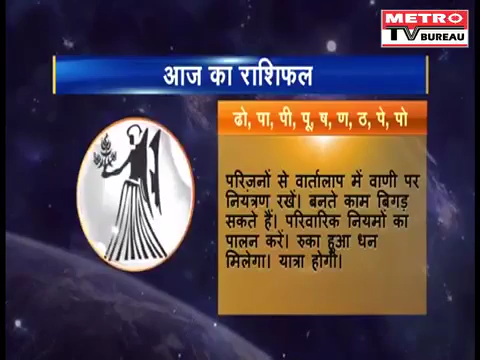 METRO
TV BUREAU
आज का राशिफल
ढो, पा, पी, पू, ष, ण, ठ, पे, पो
परिजनों से वार्तालाप में वाणी पर
नियंत्रण रखें। बनते काम बिगड़
सकते हैं। परिवारिक नियमों का
पालन करें। रुका हुआ धन
मिलेगा। यात्रा होगी।